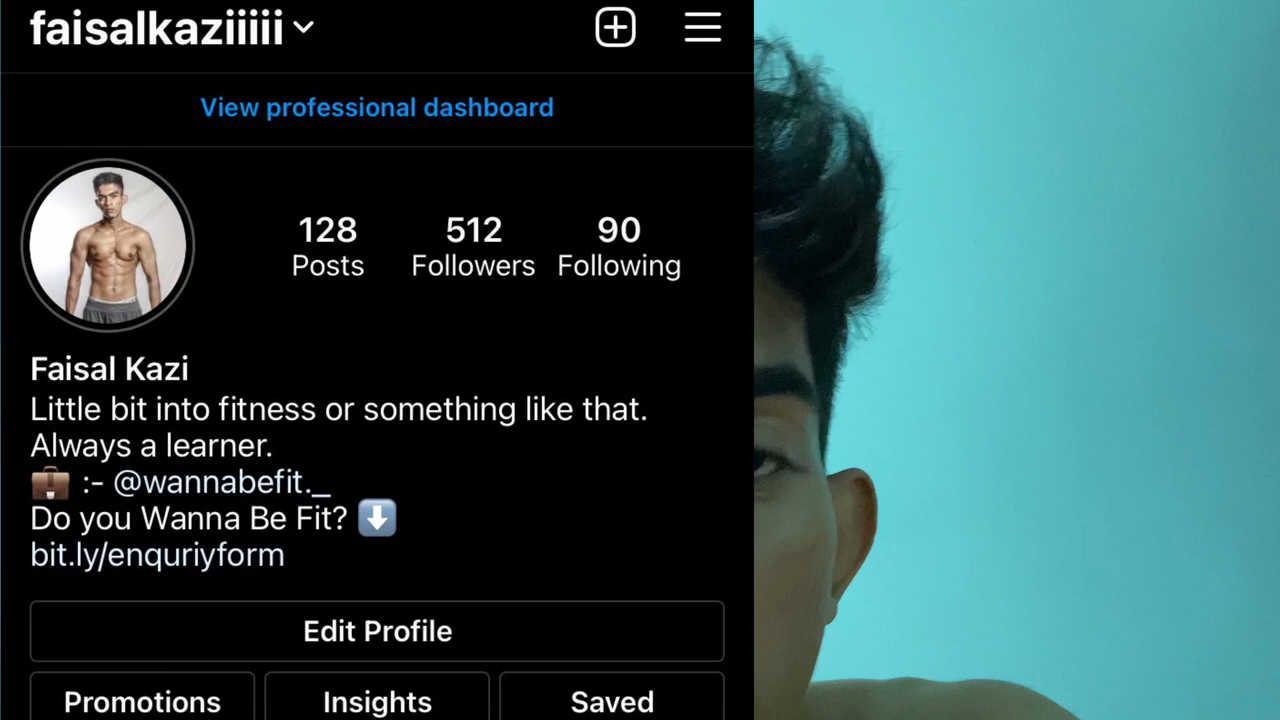 faisalkaziiiii
View professional dashboard
128 512 90
Posts Followers Following
Faisal Kazi
Little bit into fitness or something like that.
Always a learner.
💼 :- @wannabefit._
Do you Wanna Be Fit? ⬇️
bit.ly/enquriyform
Edit Profile
Promotions Insights Saved